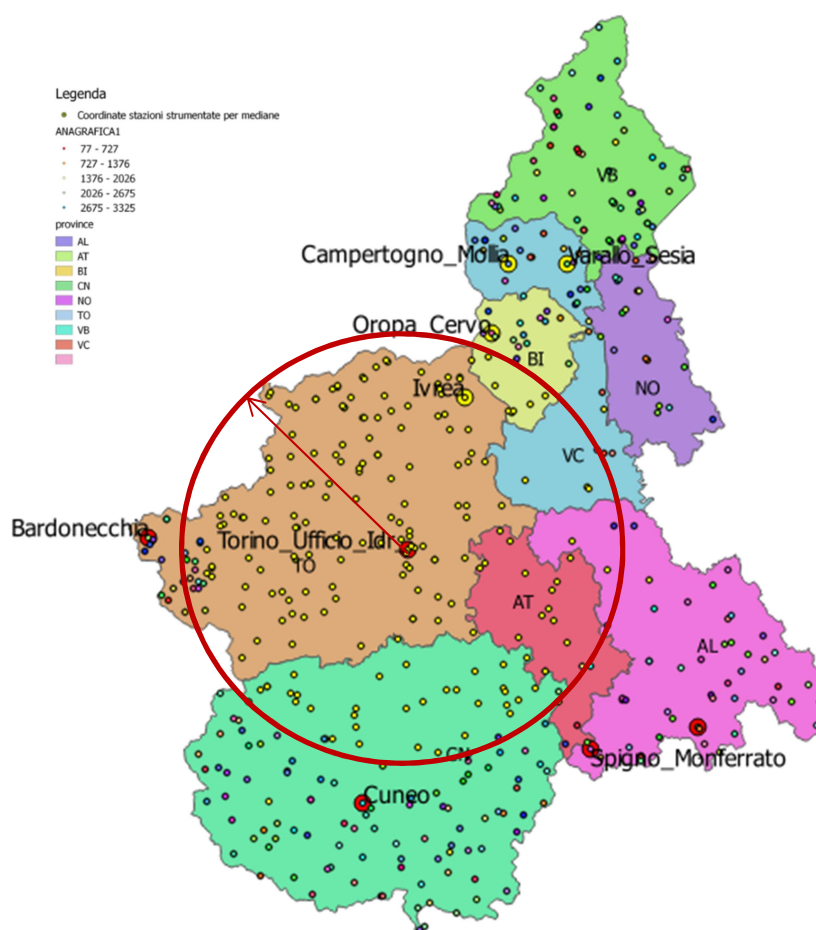 Legenda
Coordinate stazioni strumentate per mediane
ANAGRAFICA1
77 - 727
727 - 1376
1376 - 2026
2026 - 2675
2675 - 3325
province
AL
AT
BI
CN
NO
TO
VB
VC
VB
Campertogno_Mollia
Varallo_Sesia
Oropa_Cervo
BI
Ivrea
NO
VC
Bardonecchia
Torino_Ufficio_Idr_
TO
AT
AL
CN
Spigno_Monferrato
Cuneo